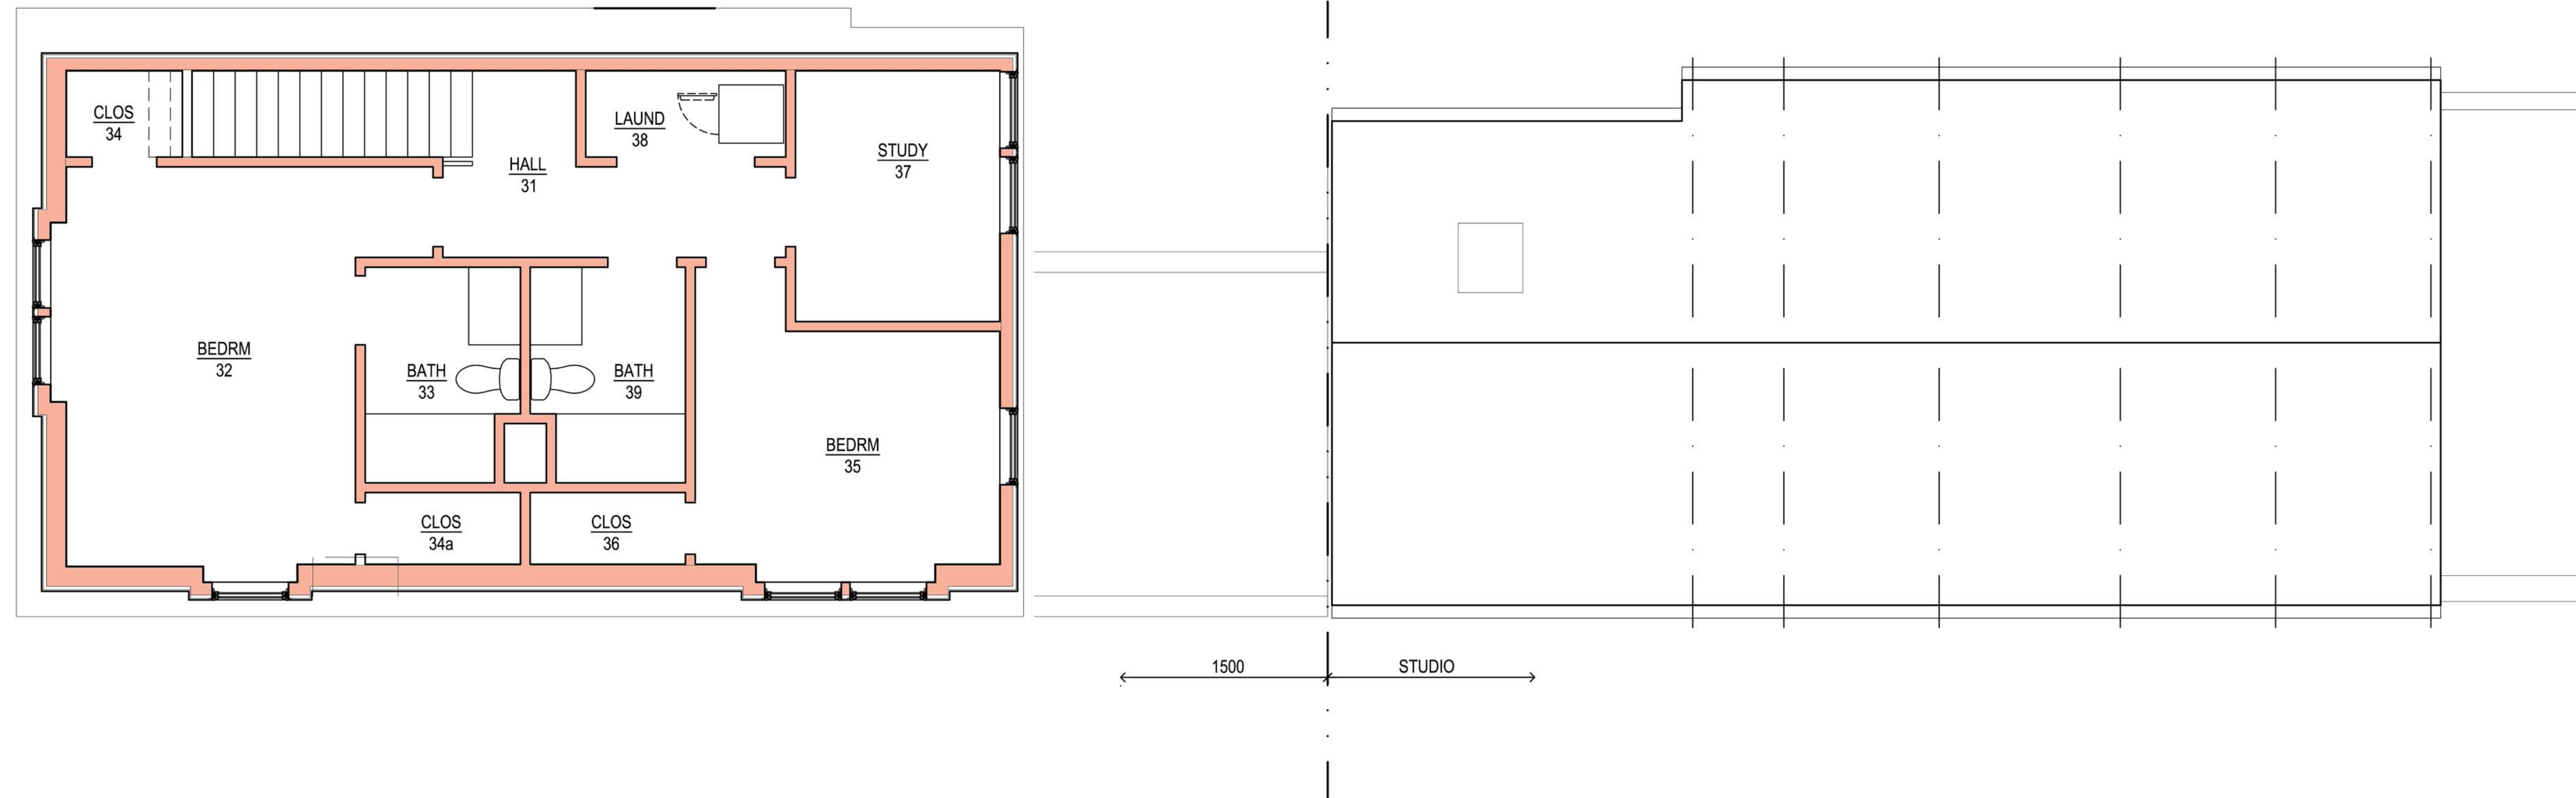 CLOS
34
LAUND
38
HALL
31
STUDY
37
BEDRM
32
BATH
33
BATH
39
BEDRM
35
CLOS
34a
CLOS
36
1500
STUDIO